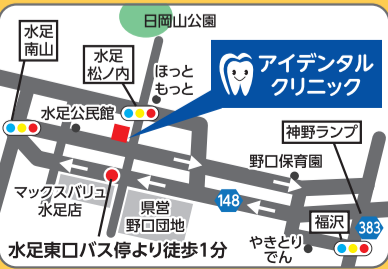 日岡山公園
水足
南山
水足
松ノ内
ほっと
もっと
アイデンタル
クリニック
水足公民館
神野ランプ
野口保育園
マックスバリュ
水足店
県営
野口団地
148
福沢
383
やきとり
でん
水足東口バス停より徒歩1分